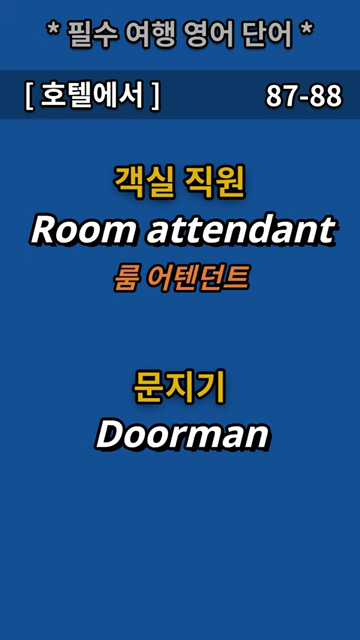 * 필수 여행 영어 단어 *
[ 호텔에서 ] 87-88
객실 직원
Room attendant
룸 어텐던트
문지기
Doorman